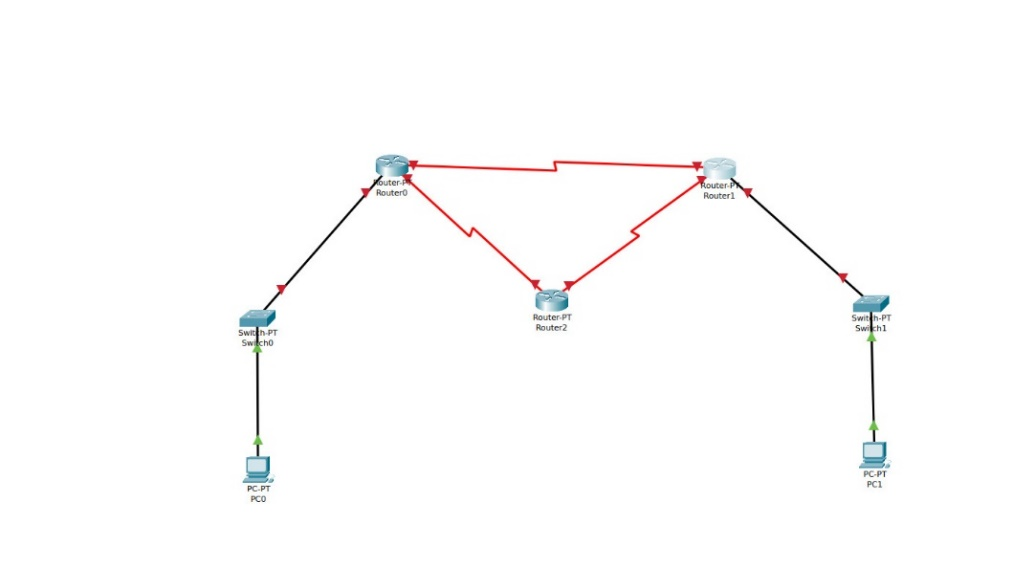 Router-PT
Router0
Router-PT
Router1
Router-PT
Router2
Switch-PT
Switch0
Switch-PT
Switch1
PC-PT
PC0
PC-PT
PC1